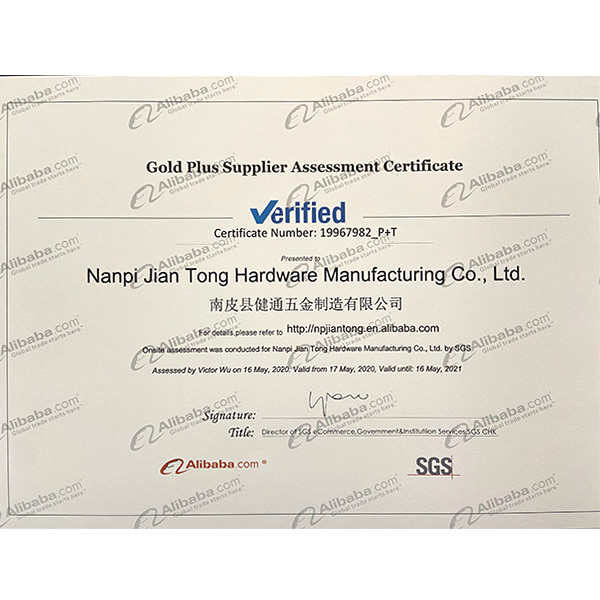 Gold Plus Supplier Assessment Certificate
Verified
Certificate Number: 19967982_P+T
Presented to
Nanpi Jian Tong Hardware Manufacturing Co., Ltd.
南皮县健通五金制造有限公司
For details,please refer to http://npjiantong.en.alibaba.com
Onsite assessment was conducted for Nanpi Jian Tong Hardware Manufacturing Co., Ltd. by SGS
Assessed by Victor Wu on 16 May, 2020. Valid from 17 May, 2020, Valid until: 16 May, 2021
Signature:
Title: Director of SGS eCommerce,Government&Institutiion Services,SGS CHK
Alibaba.com®
SGS